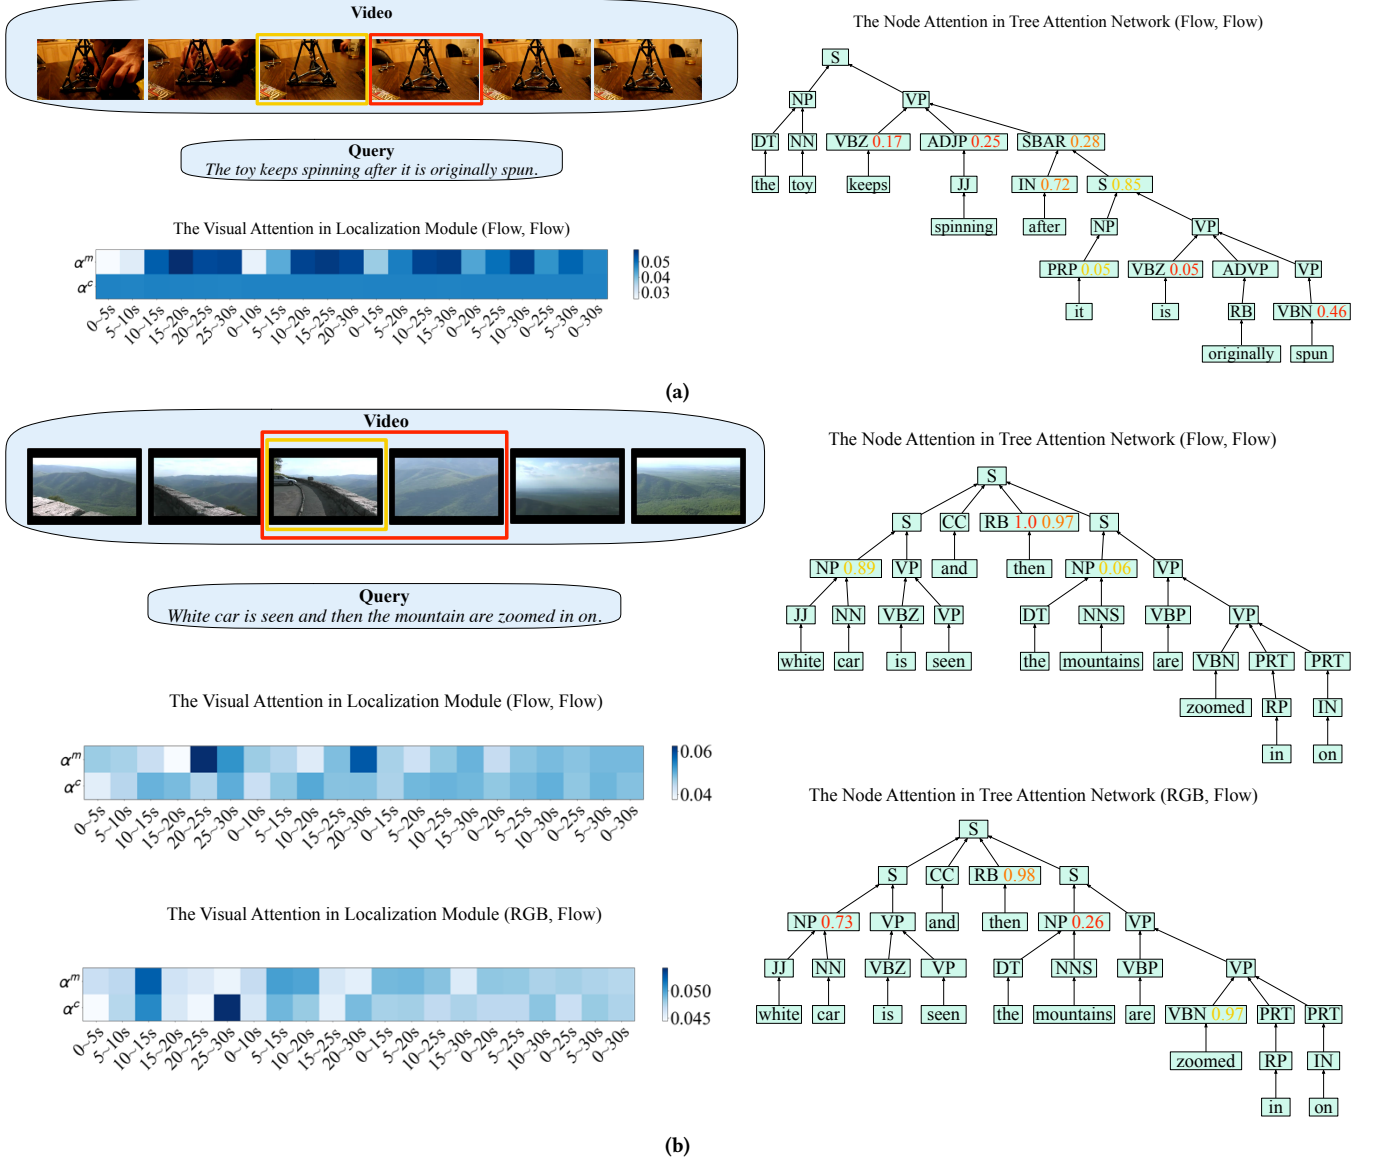 Video
Query
The toy keeps spinning after it is originally spun.
The Visual Attention in Localization Module (Flow, Flow)
αᵐ
αᶜ
0.05
0.04
0.03
0~5s 5~10s 10~15s 15~20s 20~25s 25~30s 0~10s 5~15s 10~20s 15~25s 20~30s 0~15s 5~20s 10~25s 15~30s 0~20s 5~25s 10~30s 0~25s 5~30s 0~30s
The Node Attention in Tree Attention Network (Flow, Flow)
S
NP VP
DT NN VBZ 0.17 ADJP 0.25 SBAR 0.28
the toy keeps JJ IN 0.72 S 0.85
spinning after NP VP
PRP 0.05 VBZ 0.05 ADVP VP
it is RB VBN 0.46
originally spun
(a)
Video
Query
White car is seen and then the mountain are zoomed in on.
The Visual Attention in Localization Module (Flow, Flow)
αᵐ
αᶜ
0.06
0.04
0~5s 5~10s 10~15s 15~20s 20~25s 25~30s 0~10s 5~15s 10~20s 15~25s 20~30s 0~15s 5~20s 10~25s 15~30s 0~20s 5~25s 10~30s 0~25s 5~30s 0~30s
The Visual Attention in Localization Module (RGB, Flow)
αᵐ
αᶜ
0.050
0.045
0~5s 5~10s 10~15s 15~20s 20~25s 25~30s 0~10s 5~15s 10~20s 15~25s 20~30s 0~15s 5~20s 10~25s 15~30s 0~20s 5~25s 10~30s 0~25s 5~30s 0~30s
The Node Attention in Tree Attention Network (Flow, Flow)
S
S CC RB 1.0 0.97 S
NP 0.89 VP and then NP 0.06 VP
JJ NN VBZ VP DT NNS VBP VP
white car is seen the mountains are VBN PRT PRT
zoomed RP IN
in on
The Node Attention in Tree Attention Network (RGB, Flow)
S
S CC RB 0.98 S
NP 0.73 VP and then NP 0.26 VP
JJ NN VBZ VP DT NNS VBP VP
white car is seen the mountains are VBN 0.97 PRT PRT
zoomed RP IN
in on
(b)